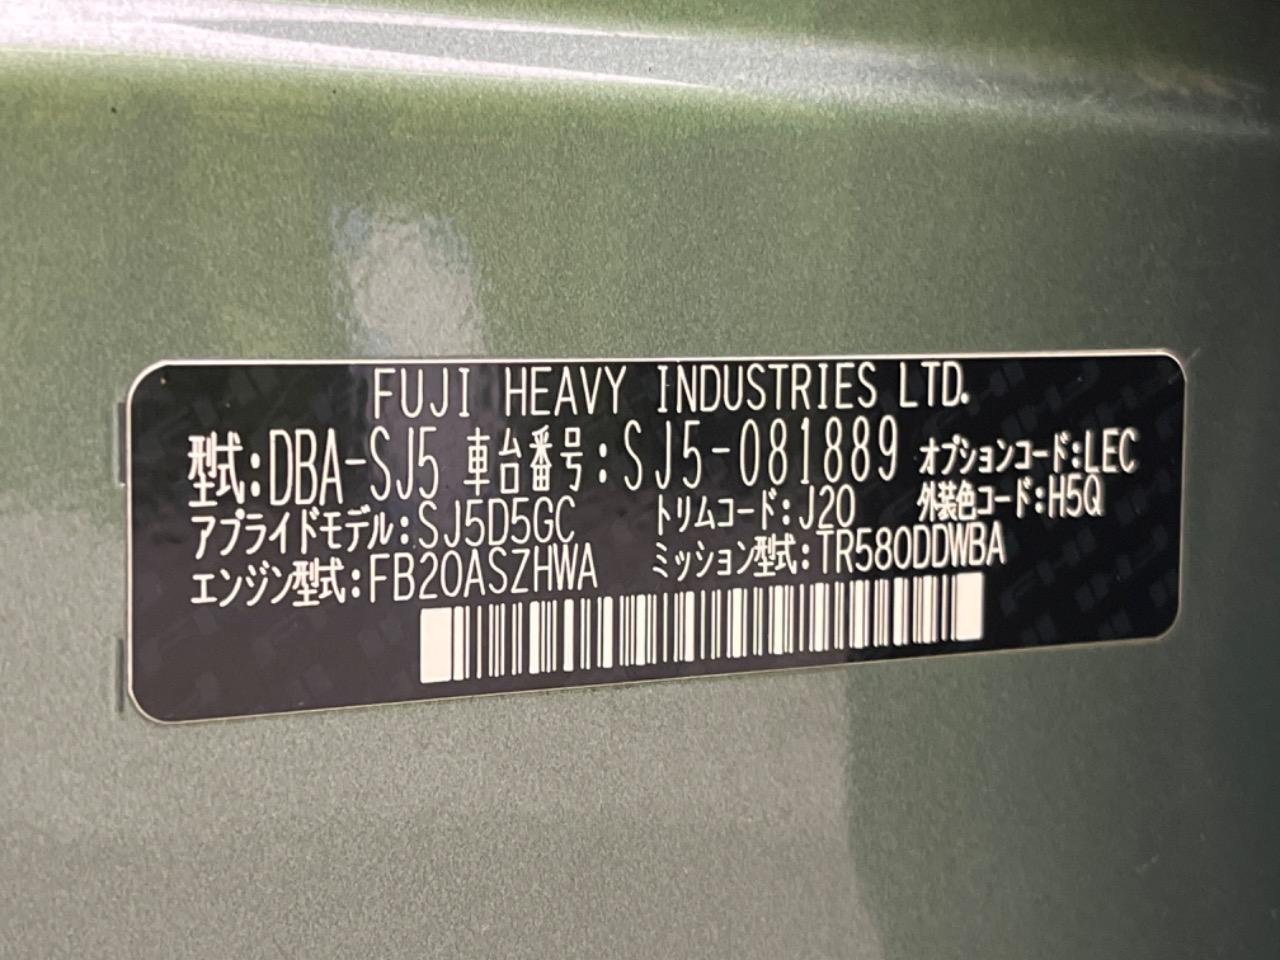 FUJI HEAVY INDUSTRIES LTD.
型式:DBA-SJ5 車台番号:SJ5-081889 オプションコード:LEC
アプライドモデル:SJ5D5GC トリムコード:J20 外装色コード:H5Q
エンジン型式:FB20ASZHWA ミッション型式:TR580DDWBA